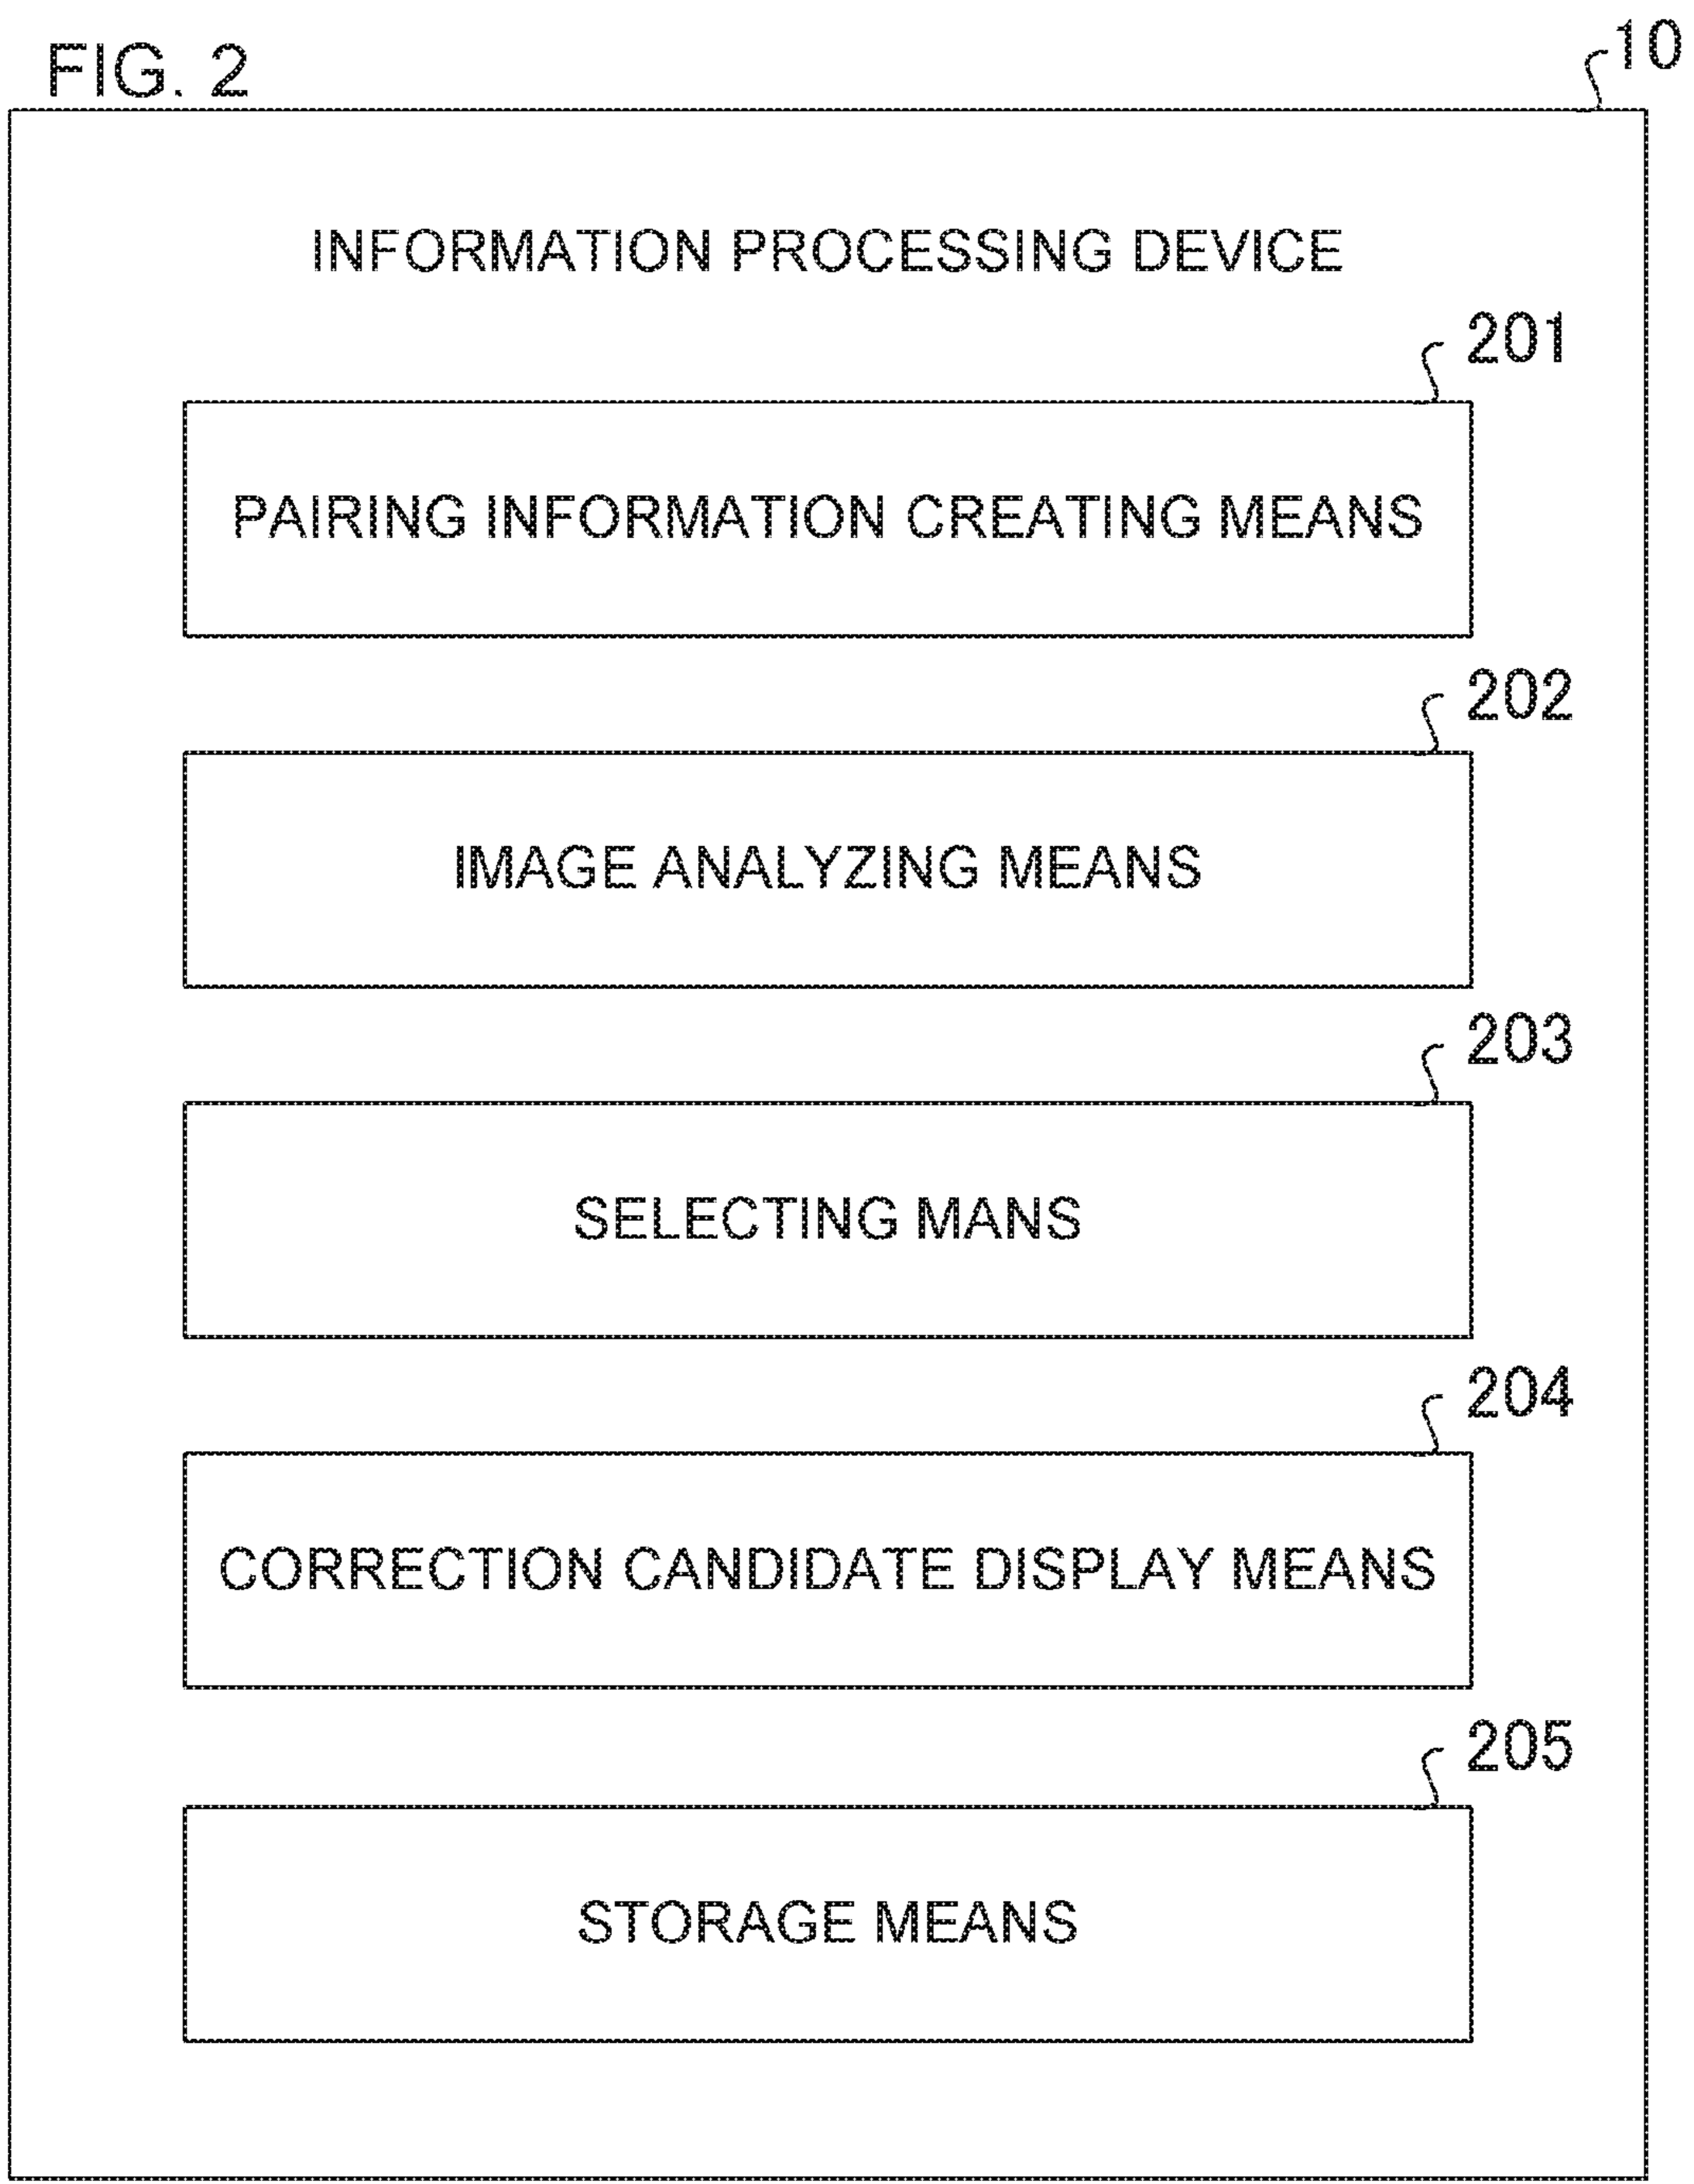 FIG. 2
10
INFORMATION PROCESSING DEVICE
201
PAIRING INFORMATION CREATING MEANS
202
IMAGE ANALYZING MEANS
203
SELECTING MANS
204
CORRECTION CANDIDATE DISPLAY MEANS
205
STORAGE MEANS